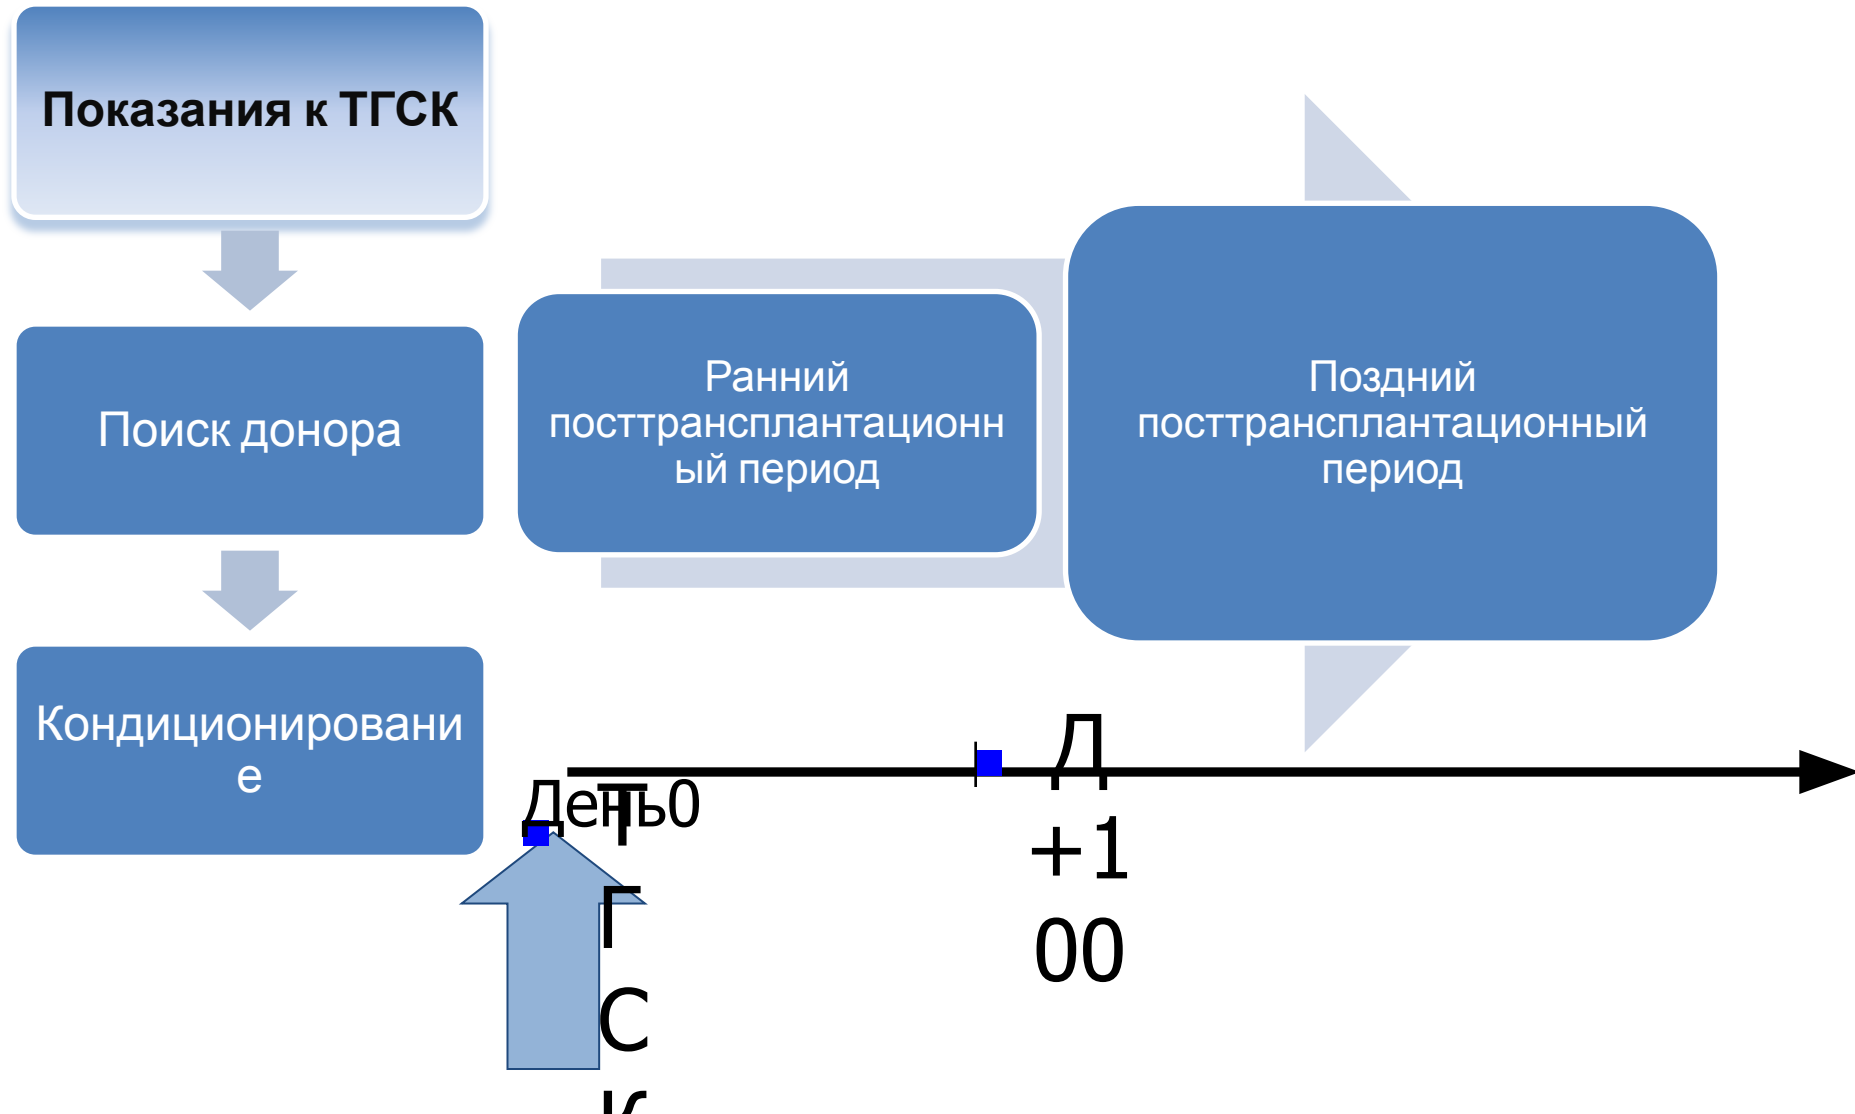 Показания к ТГСК
Поиск донора
Кондиционировани
е
Ранний
посттрансплантационн
ый период
Поздний
посттрансплантационный
период
День0
Т
Г
С
К
Д
+1
00